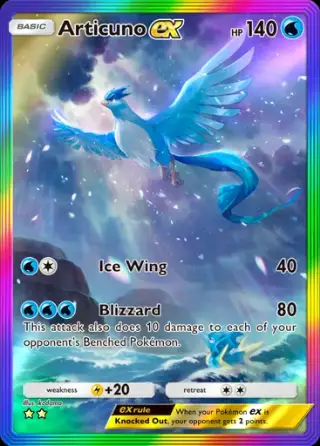 BASIC Articuno ex HP 140
Ice Wing 40
Blizzard 80
This attack also does 10 damage to each of
your opponent's Benched Pokémon.
weakness +20 retreat
ex rule When your Pokémon ex is
Knocked Out, your opponent gets 2 points.